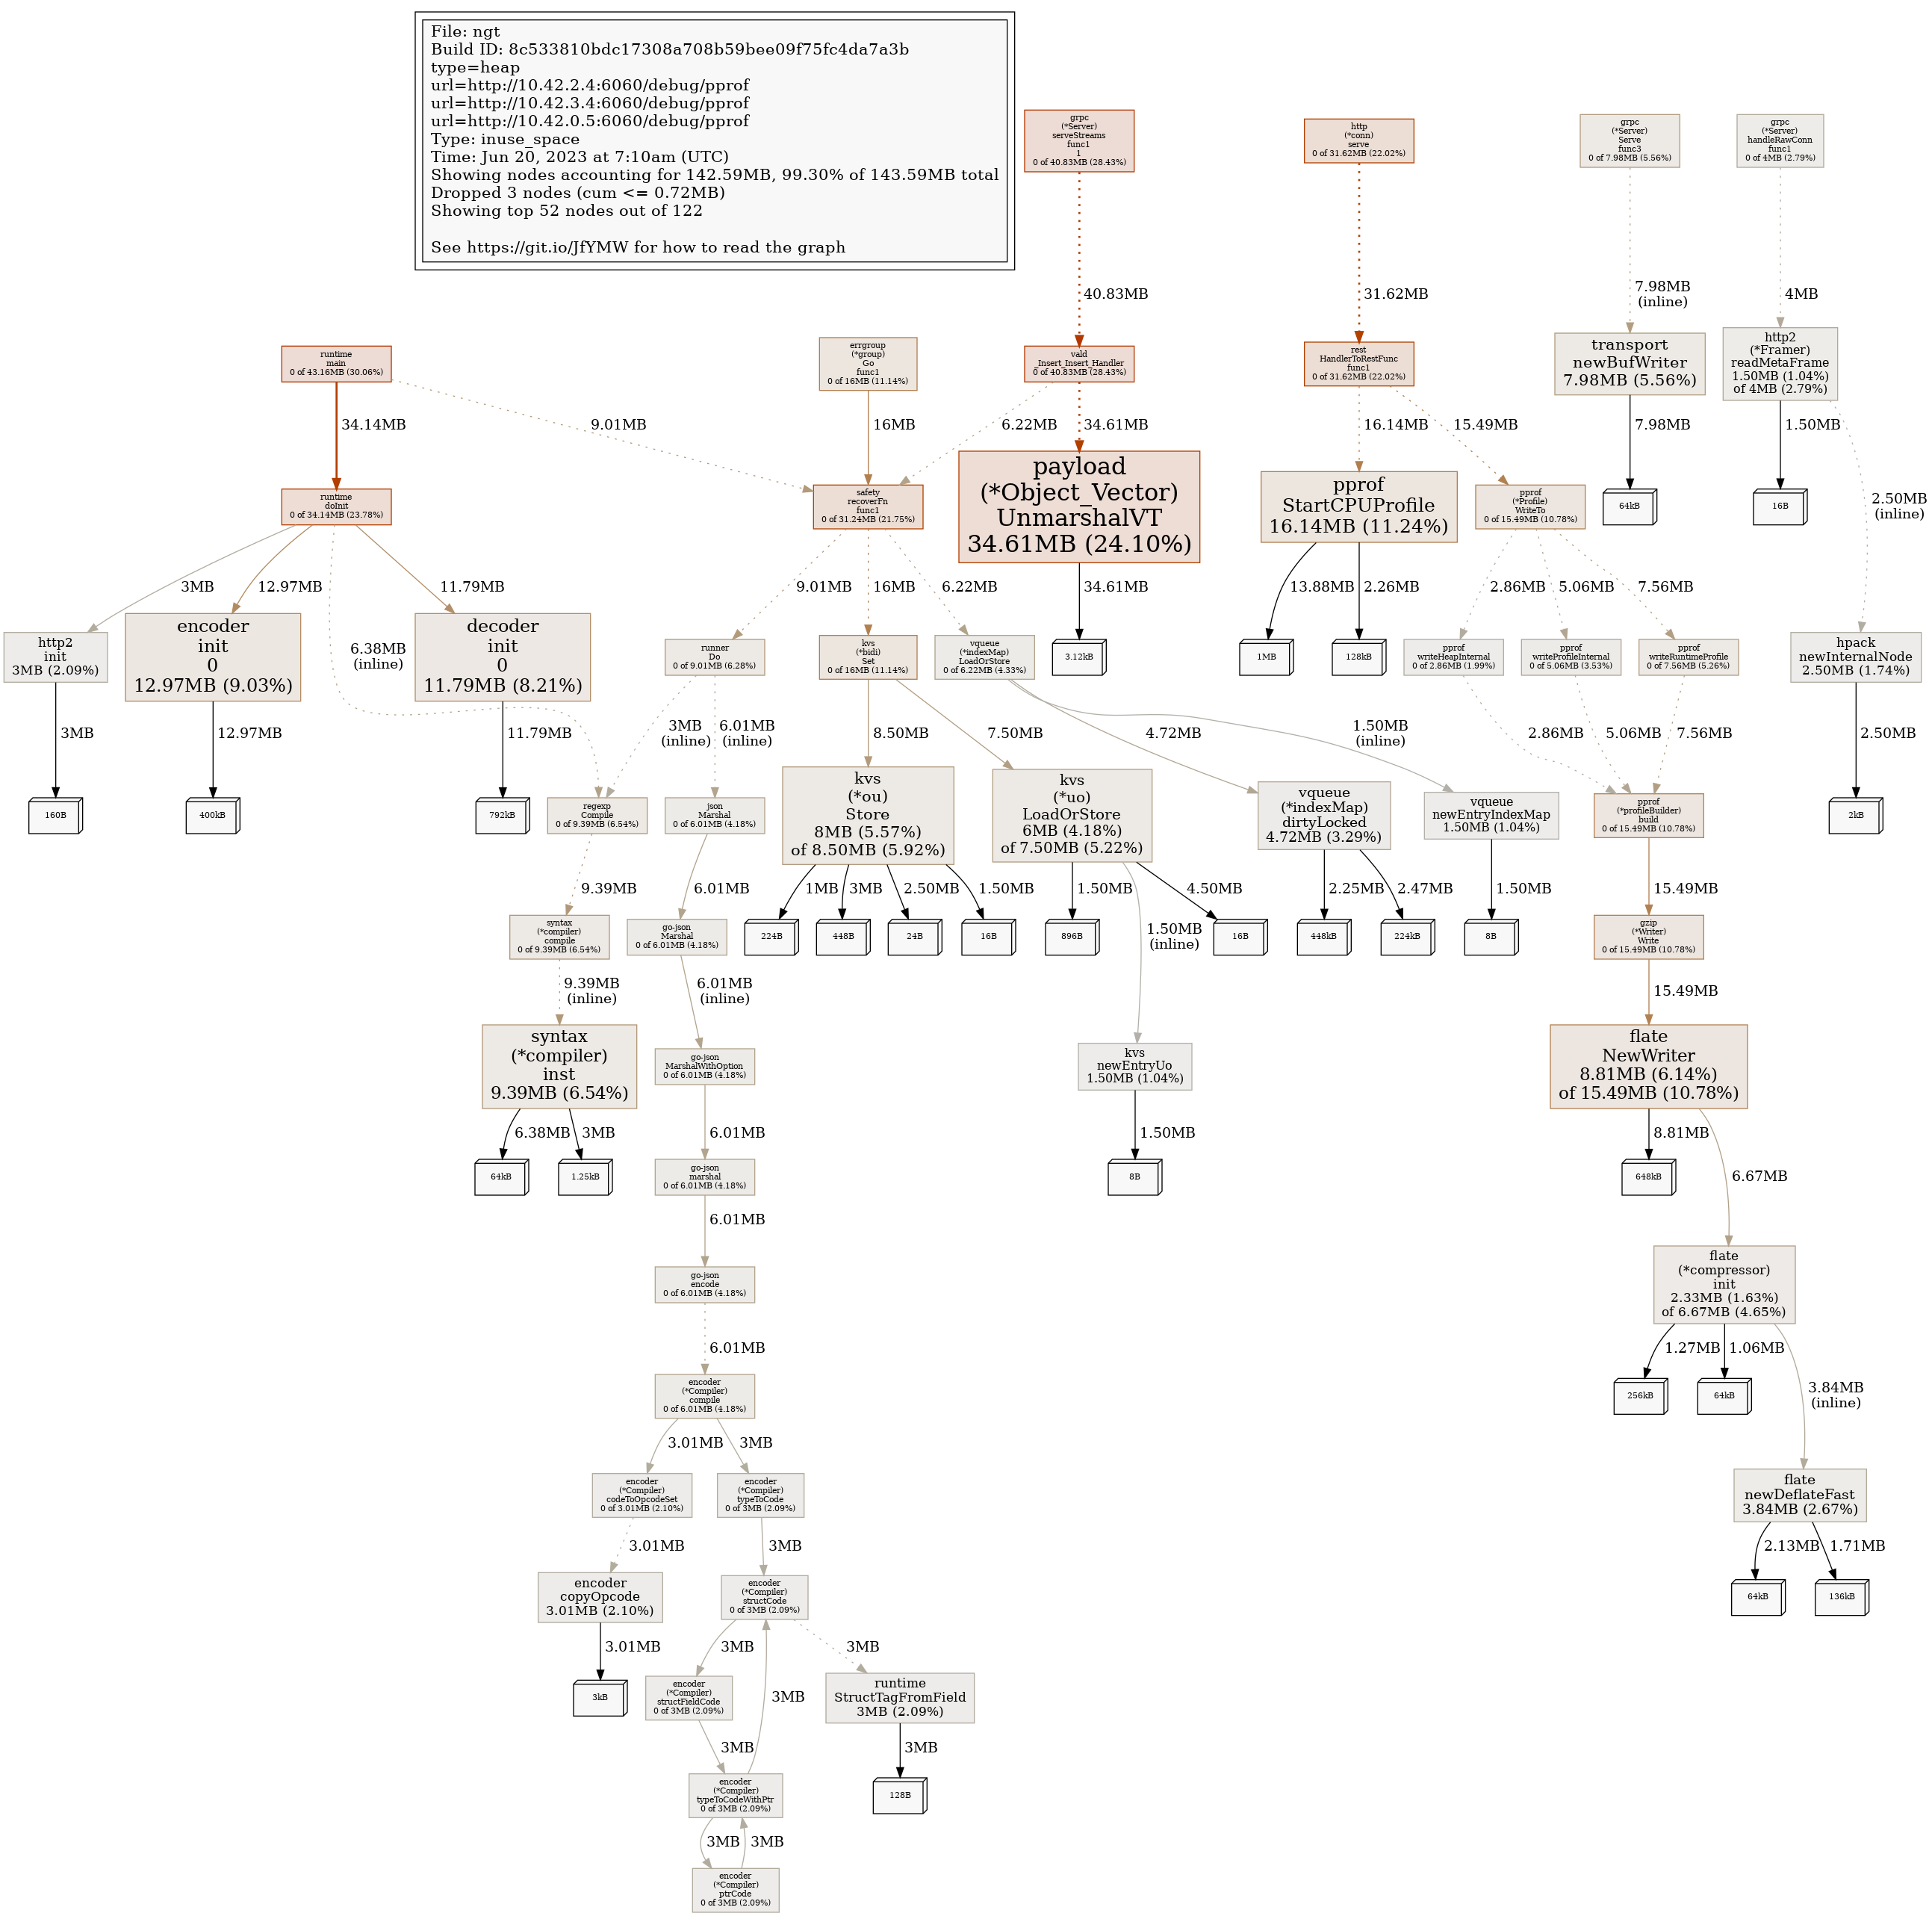 File: ngt
Build ID: 8c533810bdc17308a708b59bee09f75fc4da7a3b
type=heap
url=http://10.42.2.4:6060/debug/pprof
url=http://10.42.3.4:6060/debug/pprof
url=http://10.42.0.5:6060/debug/pprof
Type: inuse_space
Time: Jun 20, 2023 at 7:10am (UTC)
Showing nodes accounting for 142.59MB, 99.30% of 143.59MB total
Dropped 3 nodes (cum <= 0.72MB)
Showing top 52 nodes out of 122
See https://git.io/JfYMW for how to read the graph
grpc
(*Server)
serveStreams
func1
1
0 of 40.83MB (28.43%)
http
(*conn)
serve
0 of 31.62MB (22.02%)
grpc
(*Server)
Serve
func3
0 of 7.98MB (5.56%)
grpc
(*Server)
handleRawConn
func1
0 of 4MB (2.79%)
40.83MB
31.62MB
7.98MB
(inline)
4MB
runtime
main
0 of 43.16MB (30.06%)
errgroup
(*group)
Go
func1
0 of 16MB (11.14%)
vald
Insert_Insert_Handler
0 of 40.83MB (28.43%)
rest
HandlerToRestFunc
func1
0 of 31.62MB (22.02%)
transport
newBufWriter
7.98MB (5.56%)
http2
(*Framer)
readMetaFrame
1.50MB (1.04%)
of 4MB (2.79%)
34.14MB
9.01MB
16MB
6.22MB
34.61MB
16.14MB
15.49MB
7.98MB
1.50MB
2.50MB
(inline)
runtime
doInit
0 of 34.14MB (23.78%)
safety
recoverFn
func1
0 of 31.24MB (21.75%)
payload
(*Object_Vector)
UnmarshalVT
34.61MB (24.10%)
pprof
StartCPUProfile
16.14MB (11.24%)
pprof
(*Profile)
WriteTo
0 of 15.49MB (10.78%)
64kB
16B
3MB
12.97MB
6.38MB
(inline)
11.79MB
9.01MB
16MB
6.22MB
34.61MB
13.88MB
2.26MB
2.86MB
5.06MB
7.56MB
http2
init
3MB (2.09%)
encoder
init
0
12.97MB (9.03%)
decoder
init
0
11.79MB (8.21%)
runner
Do
0 of 9.01MB (6.28%)
kvs
(*bidi)
Set
0 of 16MB (11.14%)
vqueue
(*indexMap)
LoadOrStore
0 of 6.22MB (4.33%)
3.12kB
1MB
128kB
pprof
writeHeapInternal
0 of 2.86MB (1.99%)
pprof
writeProfileInternal
0 of 5.06MB (3.53%)
pprof
writeRuntimeProfile
0 of 7.56MB (5.26%)
hpack
newInternalNode
2.50MB (1.74%)
3MB
12.97MB
11.79MB
3MB
(inline)
6.01MB
(inline)
8.50MB
7.50MB
4.72MB
1.50MB
(inline)
2.86MB
5.06MB
7.56MB
2.50MB
160B
400kB
792kB
regexp
Compile
0 of 9.39MB (6.54%)
json
Marshal
0 of 6.01MB (4.18%)
kvs
(*ou)
Store
8MB (5.57%)
of 8.50MB (5.92%)
kvs
(*uo)
LoadOrStore
6MB (4.18%)
of 7.50MB (5.22%)
vqueue
(*indexMap)
dirtyLocked
4.72MB (3.29%)
vqueue
newEntryIndexMap
1.50MB (1.04%)
pprof
(*profileBuilder)
build
0 of 15.49MB (10.78%)
2kB
9.39MB
6.01MB
1MB
3MB
2.50MB
1.50MB
1.50MB
1.50MB
(inline)
4.50MB
2.25MB
2.47MB
1.50MB
15.49MB
syntax
(*compiler)
compile
0 of 9.39MB (6.54%)
go-json
Marshal
0 of 6.01MB (4.18%)
224B
448B
24B
16B
896B
16B
448kB
224kB
8B
gzip
(*Writer)
Write
0 of 15.49MB (10.78%)
9.39MB
(inline)
6.01MB
(inline)
15.49MB
syntax
(*compiler)
inst
9.39MB (6.54%)
go-json
MarshalWithOption
0 of 6.01MB (4.18%)
kvs
newEntryUo
1.50MB (1.04%)
flate
NewWriter
8.81MB (6.14%)
of 15.49MB (10.78%)
6.38MB
3MB
6.01MB
1.50MB
8.81MB
6.67MB
64kB
1.25kB
go-json
marshal
0 of 6.01MB (4.18%)
8B
648kB
6.01MB
go-json
encode
0 of 6.01MB (4.18%)
flate
(*compressor)
init
2.33MB (1.63%)
of 6.67MB (4.65%)
6.01MB
1.27MB
1.06MB
3.84MB
(inline)
encoder
(*Compiler)
compile
0 of 6.01MB (4.18%)
256kB
64kB
3.01MB
3MB
encoder
(*Compiler)
codeToOpcodeSet
0 of 3.01MB (2.10%)
encoder
(*Compiler)
typeToCode
0 of 3MB (2.09%)
flate
newDeflateFast
3.84MB (2.67%)
3.01MB
3MB
2.13MB
1.71MB
encoder
copyOpcode
3.01MB (2.10%)
encoder
(*Compiler)
structCode
0 of 3MB (2.09%)
64kB
136kB
3.01MB
3MB
3MB
3kB
encoder
(*Compiler)
structFieldCode
0 of 3MB (2.09%)
3MB
runtime
StructTagFromField
3MB (2.09%)
3MB
3MB
encoder
(*Compiler)
typeToCodeWithPtr
0 of 3MB (2.09%)
128B
3MB
3MB
encoder
(*Compiler)
ptrCode
0 of 3MB (2.09%)